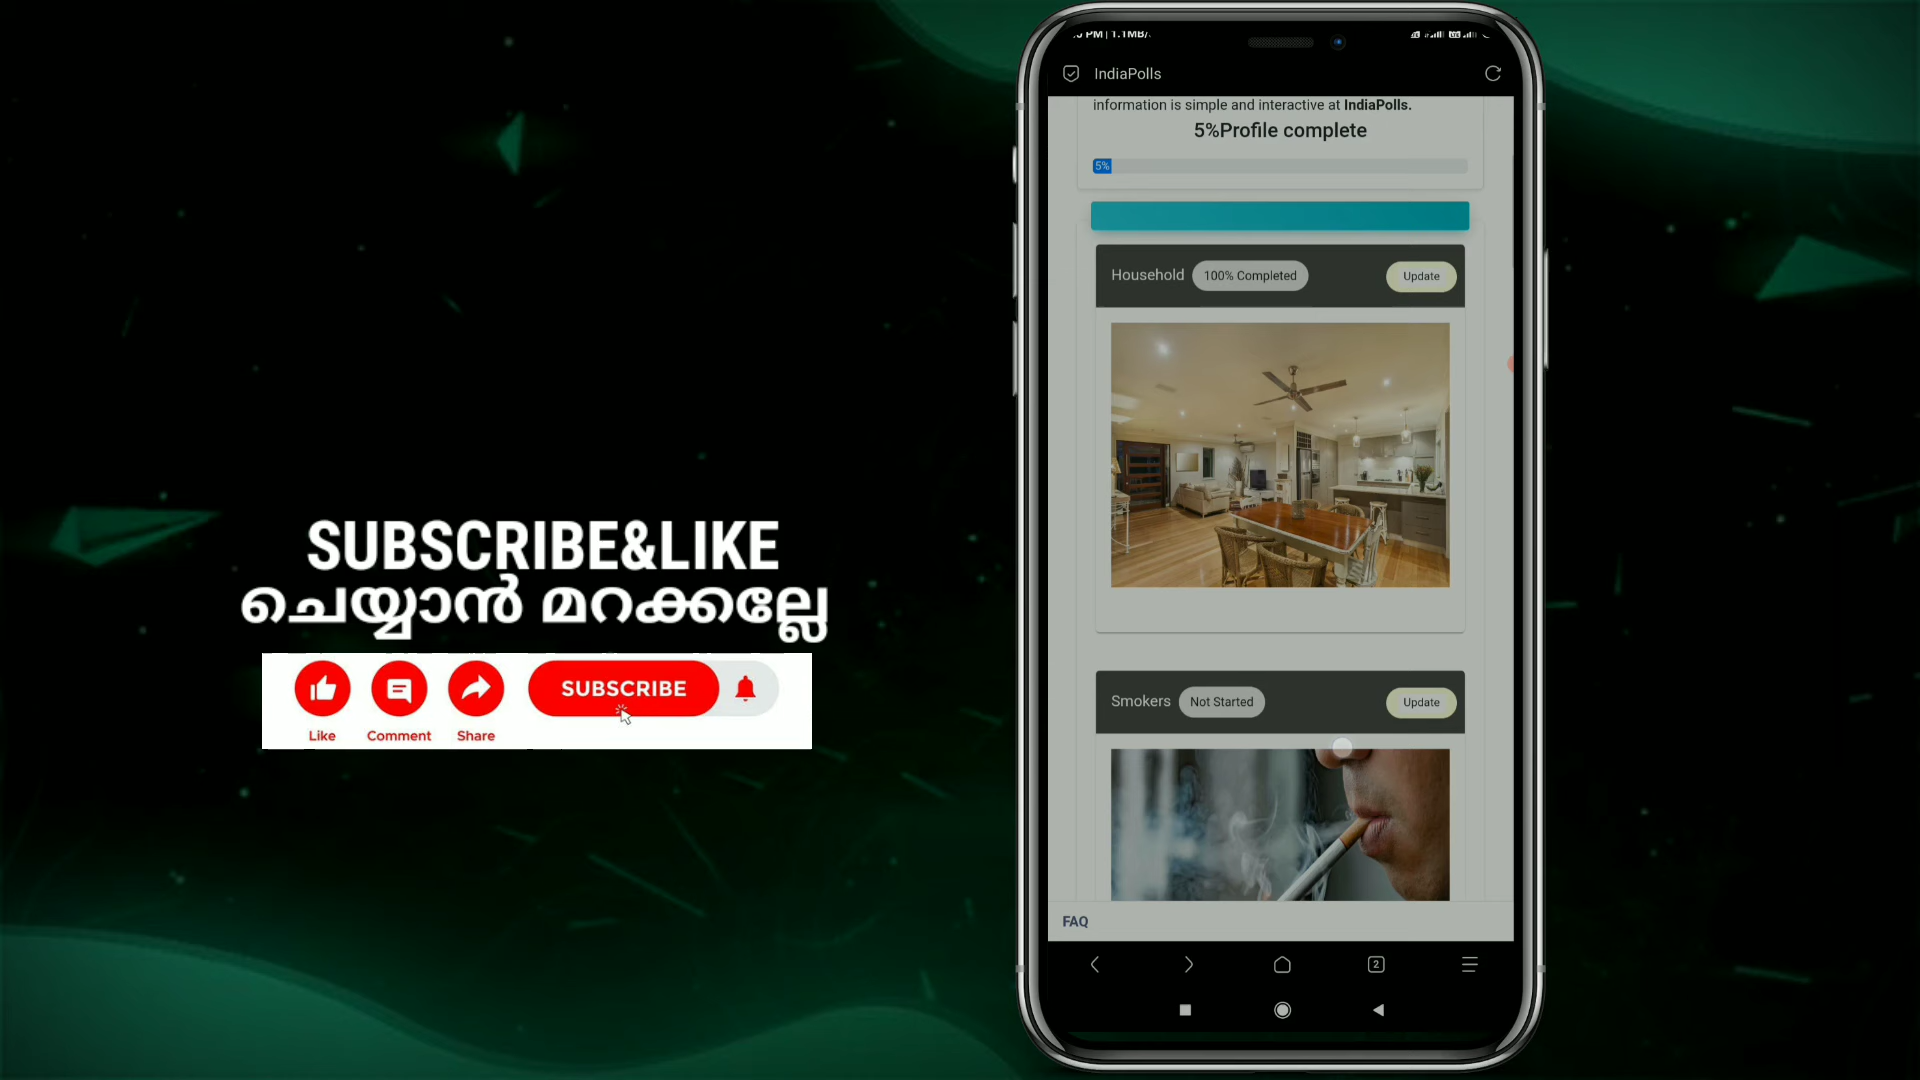 SUBSCRIBE&LIKE
ചെയ്യാൻ മറക്കല്ലേ
Like
Comment
Share
SUBSCRIBE
IndiaPolls
information is simple and interactive at IndiaPolls.
5%Profile complete
5%
Household
100% Completed
Update
Smokers
Not Started
Update
FAQ
2